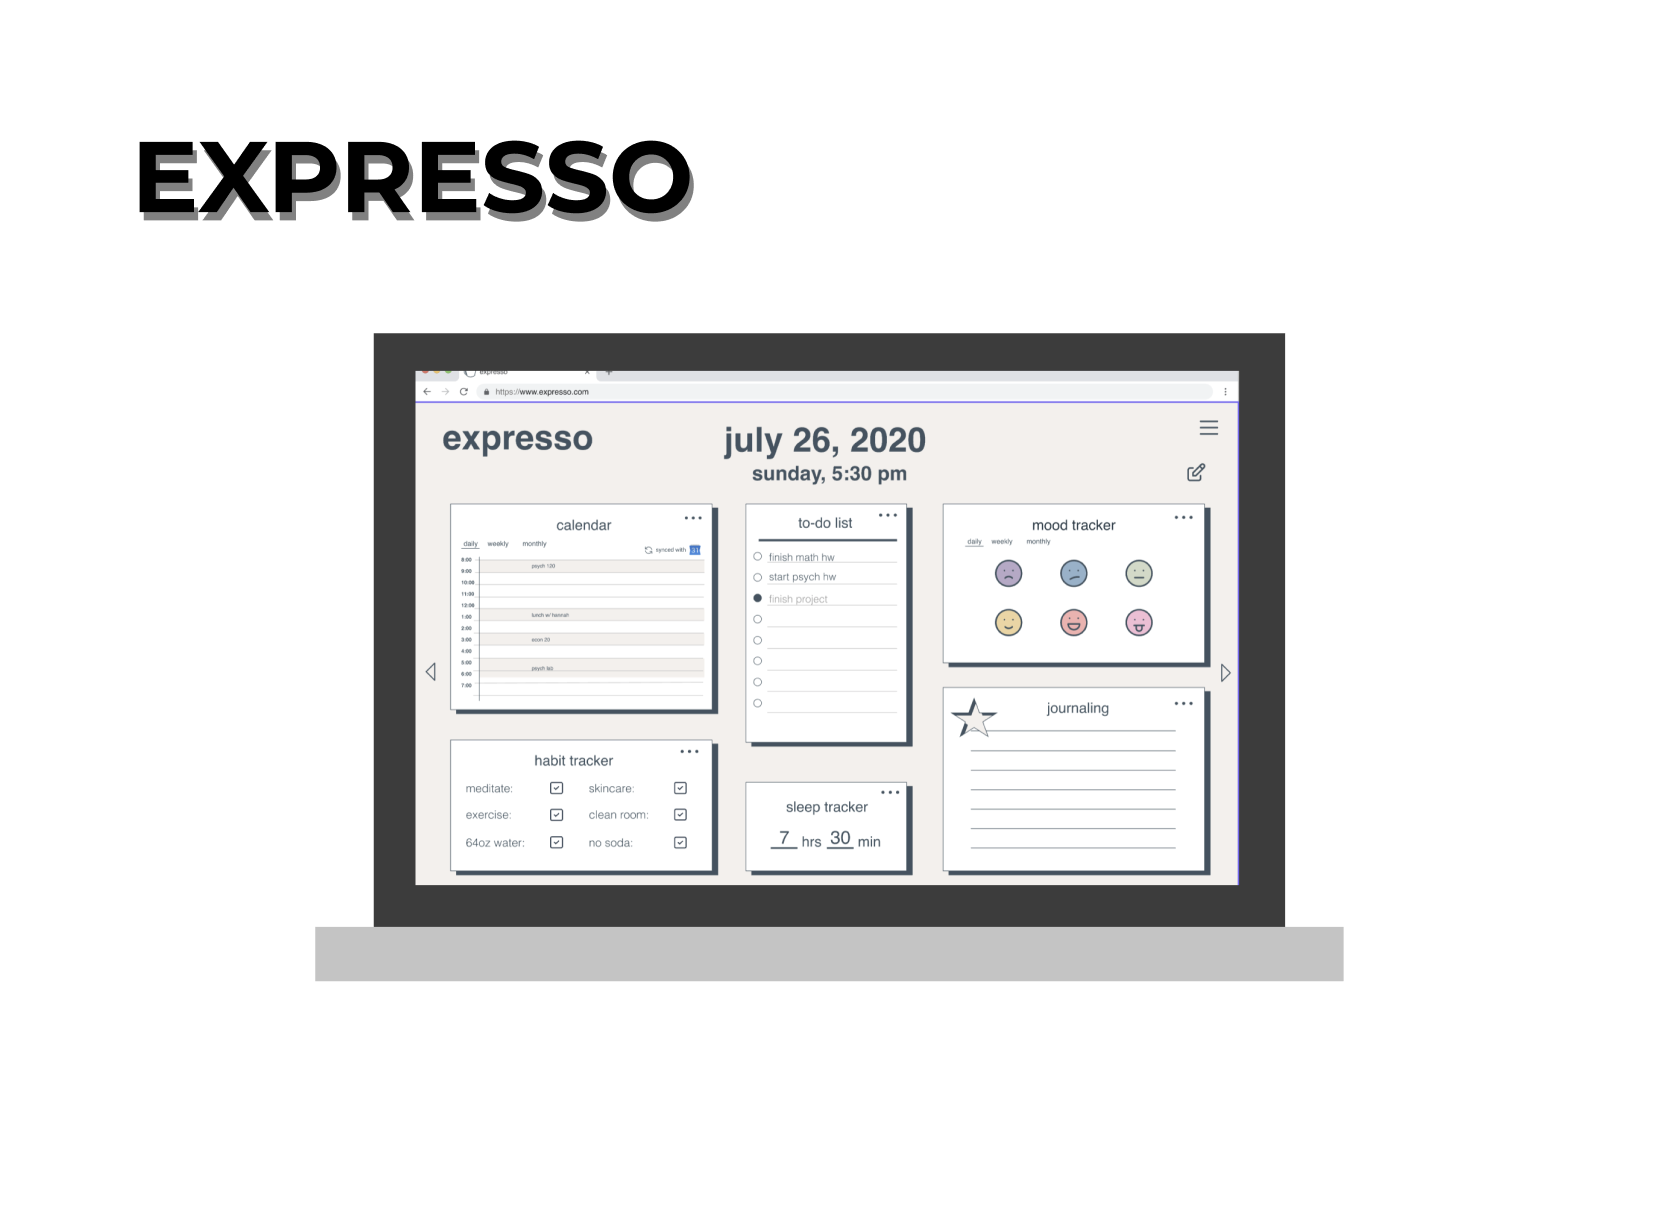 EXPRESSO
expresso
https://www.expresso.com
expresso
july 26, 2020
sunday, 5:30 pm
calendar
daily weekly monthly
synced with 31
8:00
psych 120
9:00
10:00
11:00
12:00
lunch w/ hannah
1:00
2:00
3:00
econ 20
4:00
5:00
psych lab
6:00
7:00
to-do list
finish math hw
start psych hw
finish project
mood tracker
daily weekly monthly
habit tracker
meditate: skincare:
exercise: clean room:
64oz water: no soda:
sleep tracker
7 hrs 30 min
journaling